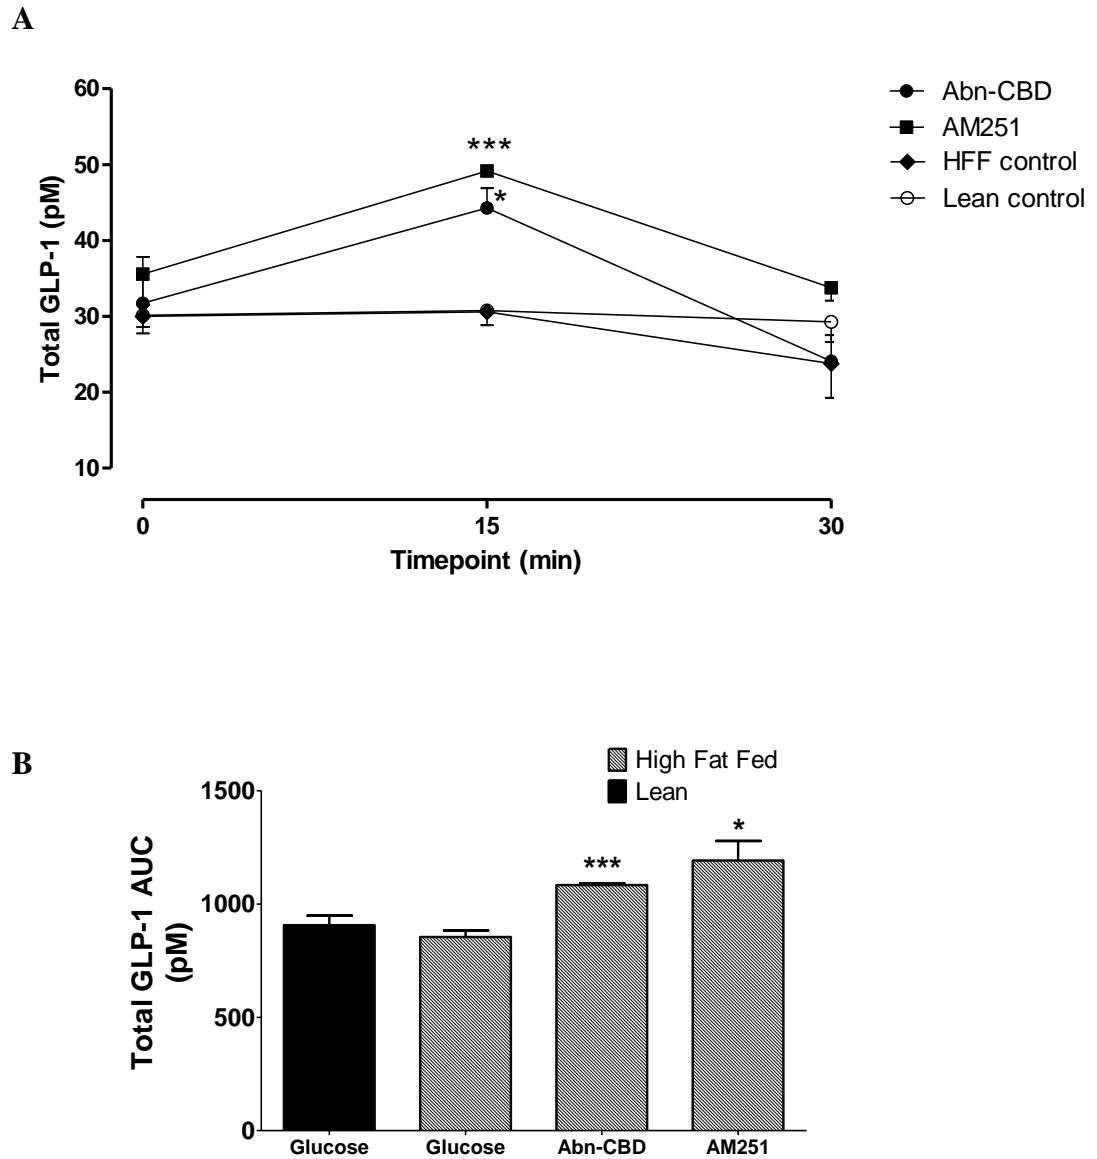 A
60
50
40
30
20
10
Total GLP-1 (pM)
***
*
0 15 30
Timepoint (min)
Abn-CBD
AM251
HFF control
Lean control
B
High Fat Fed
Lean
1500
1000
500
0
Total GLP-1 AUC
(pM)
***
*
Glucose Glucose Abn-CBD AM251